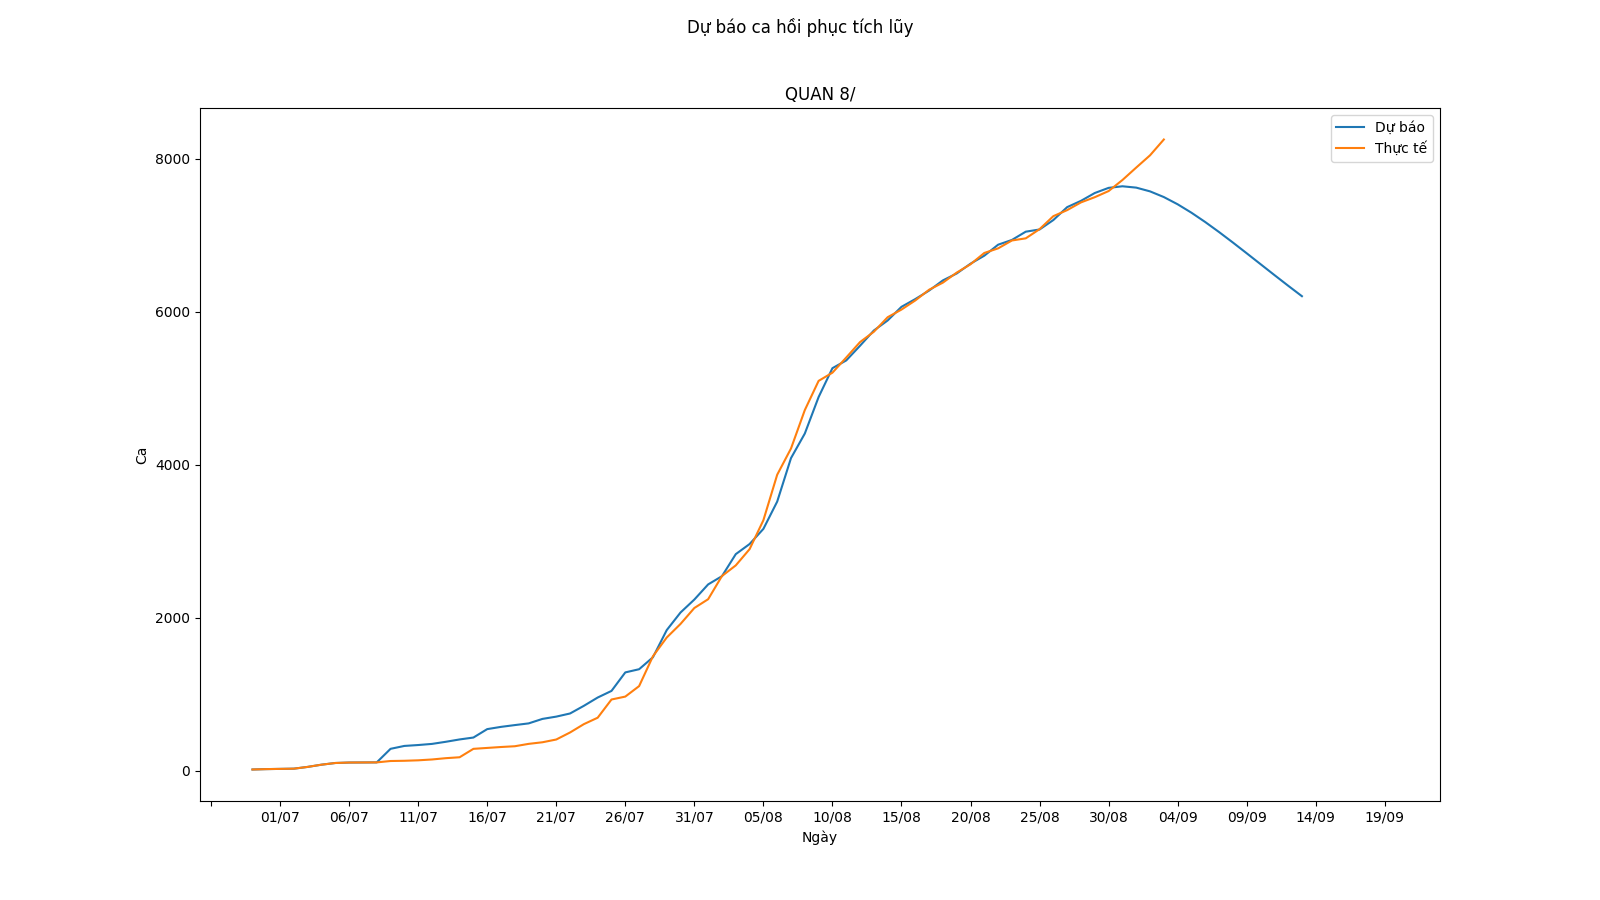 Dự báo ca hồi phục tích lũy
QUAN 8/
Dự báo
Thực tế
8000
6000
4000
2000
0
Ca
01/07 06/07 11/07 16/07 21/07 26/07 31/07 05/08 10/08 15/08 20/08 25/08 30/08 04/09 09/09 14/09 19/09
Ngày